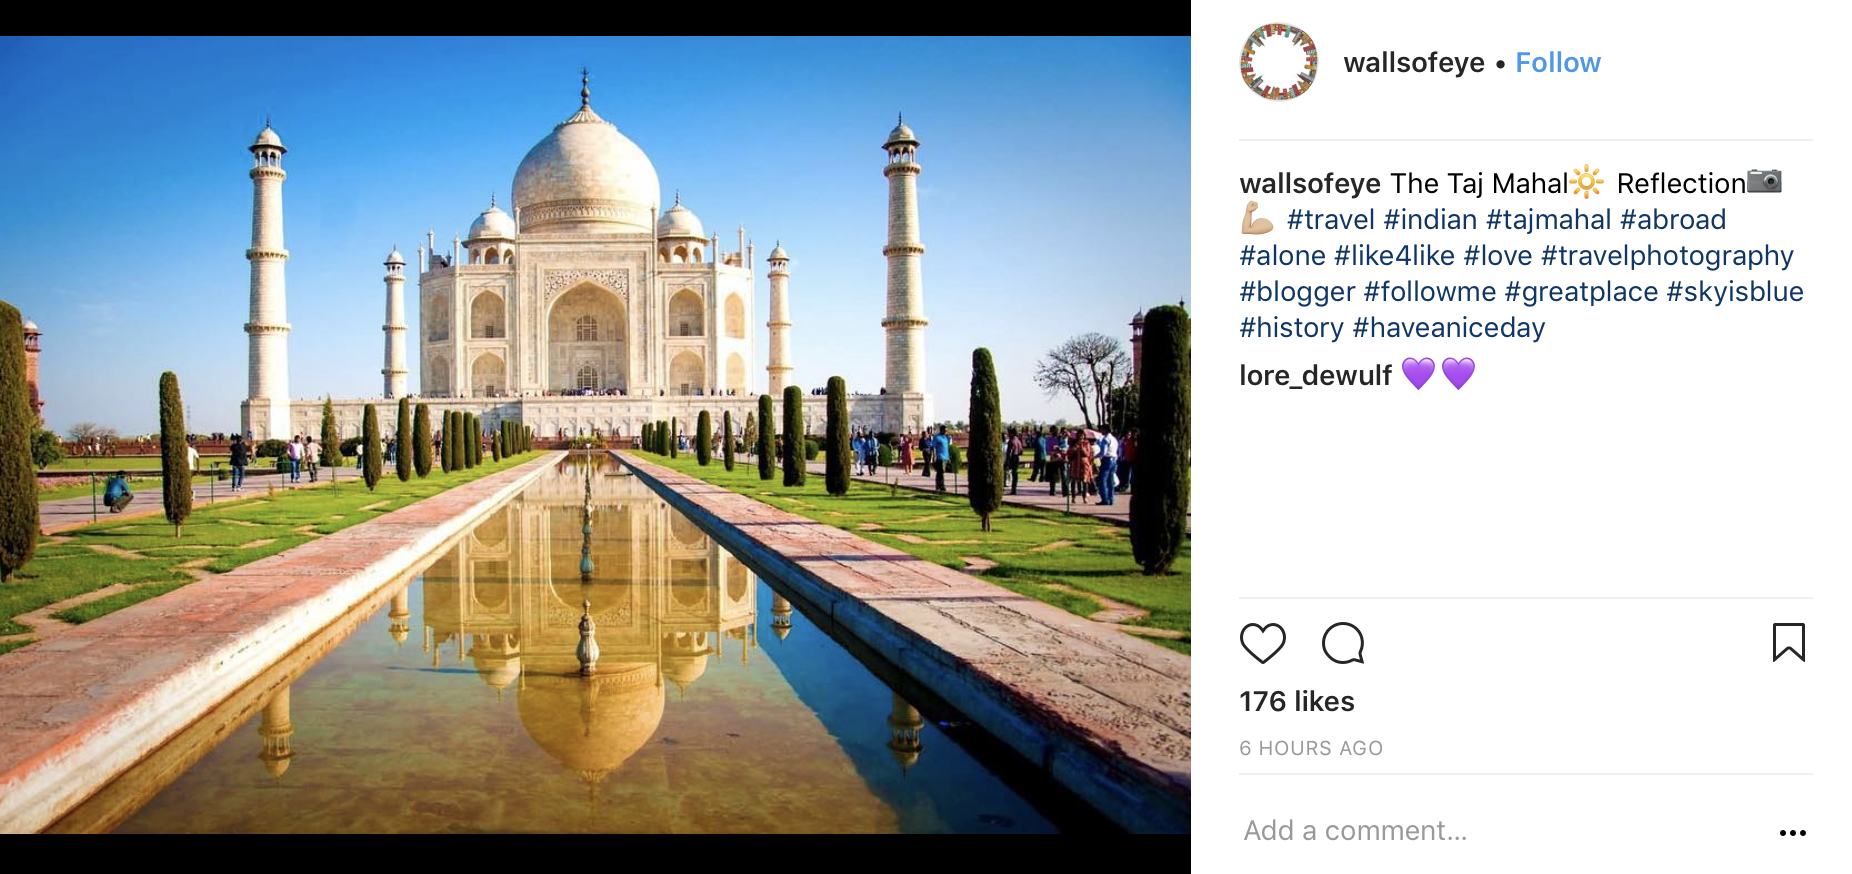 wallsofeye • Follow
wallsofeye The Taj Mahal☀️ Reflection📷
💪🏼 #travel #indian #tajmahal #abroad
#alone #like4like #love #travelphotography
#blogger #followme #greatplace #skyisblue
#history #haveaniceday
lore_dewulf 💜💜
176 likes
6 HOURS AGO
Add a comment...